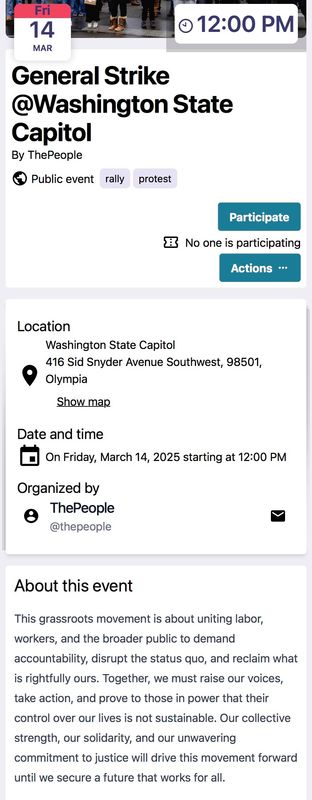 Fri
14
MAR
12:00 PM
General Strike
@Washington State
Capitol
By ThePeople
Public event rally protest
Participate
No one is participating
Actions ···
Location
Washington State Capitol
416 Sid Snyder Avenue Southwest, 98501,
Olympia
Show map
Date and time
On Friday, March 14, 2025 starting at 12:00 PM
Organized by
ThePeople
@thepeople
About this event
This grassroots movement is about uniting labor,
workers, and the broader public to demand
accountability, disrupt the status quo, and reclaim what
is rightfully ours. Together, we must raise our voices,
take action, and prove to those in power that their
control over our lives is not sustainable. Our collective
strength, our solidarity, and our unwavering
commitment to justice will drive this movement forward
until we secure a future that works for all.